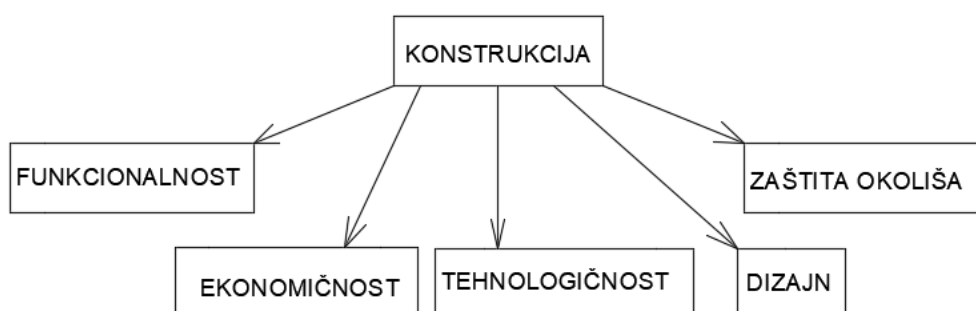 KONSTRUKCIJA
FUNKCIONALNOST
ZAŠTITA OKOLIŠA
EKONOMIČNOST
TEHNOLOGIČNOST
DIZAJN